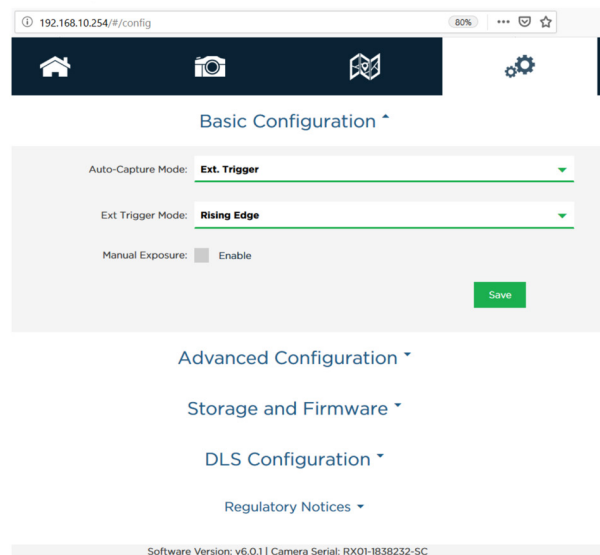 192.168.10.254/#/config 80%
Basic Configuration
Auto-Capture Mode: Ext. Trigger
Ext Trigger Mode: Rising Edge
Manual Exposure: Enable
Save
Advanced Configuration
Storage and Firmware
DLS Configuration
Regulatory Notices
Software Version: v6.0.1 | Camera Serial: RX01-1838232-SC